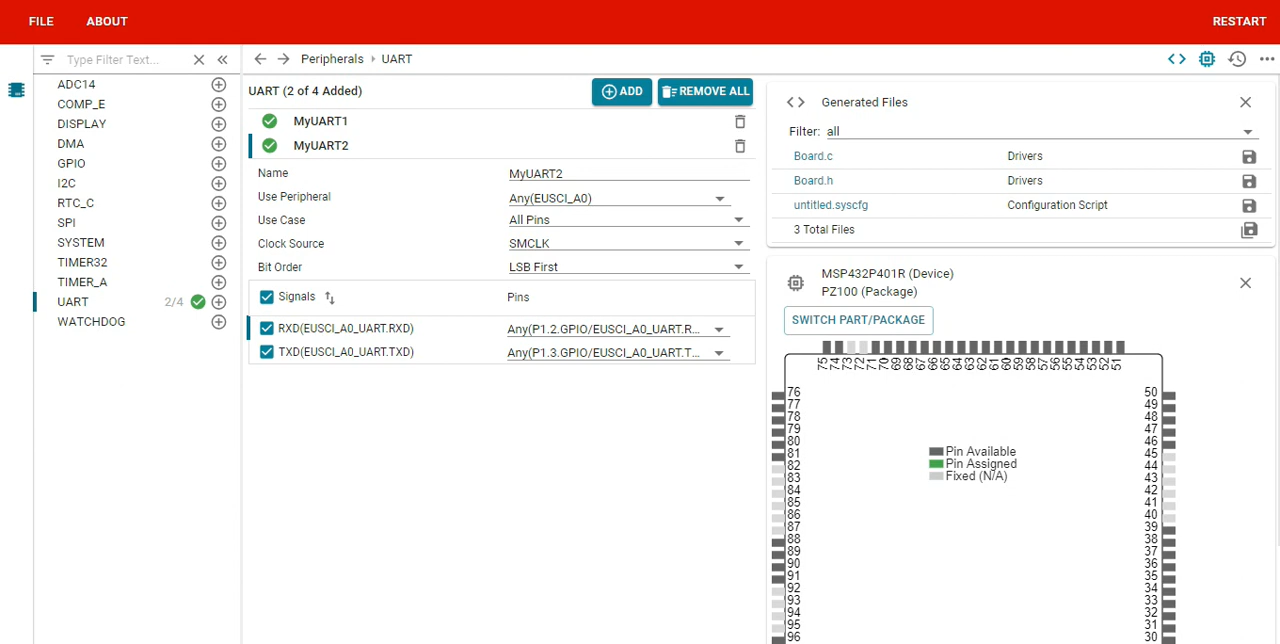 FILE ABOUT RESTART
Type Filter Text...
Peripherals › UART
ADC14
COMP_E
DISPLAY
DMA
GPIO
I2C
RTC_C
SPI
SYSTEM
TIMER32
TIMER_A
UART 2/4
WATCHDOG
UART (2 of 4 Added) ADD REMOVE ALL
MyUART1
MyUART2
Name MyUART2
Use Peripheral Any(EUSCI_A0)
Use Case All Pins
Clock Source SMCLK
Bit Order LSB First
Signals Pins
RXD(EUSCI_A0_UART.RXD) Any(P1.2.GPIO/EUSCI_A0_UART.R...
TXD(EUSCI_A0_UART.TXD) Any(P1.3.GPIO/EUSCI_A0_UART.T...
Generated Files
Filter: all
Board.c Drivers
Board.h Drivers
untitled.syscfg Configuration Script
3 Total Files
MSP432P401R (Device)
PZ100 (Package)
SWITCH PART/PACKAGE
75 74 73 72 71 70 69 68 67 66 65 64 63 62 61 60 59 58 57 56 55 54 53 52 51
76 50
77 49
78 48
79 47
80 46
81 45
82 44
83 43
84 42
85 41
86 40
87 39
88 38
89 37
90 36
91 35
92 34
93 33
94 32
95 31
96 30
Pin Available
Pin Assigned
Fixed (N/A)